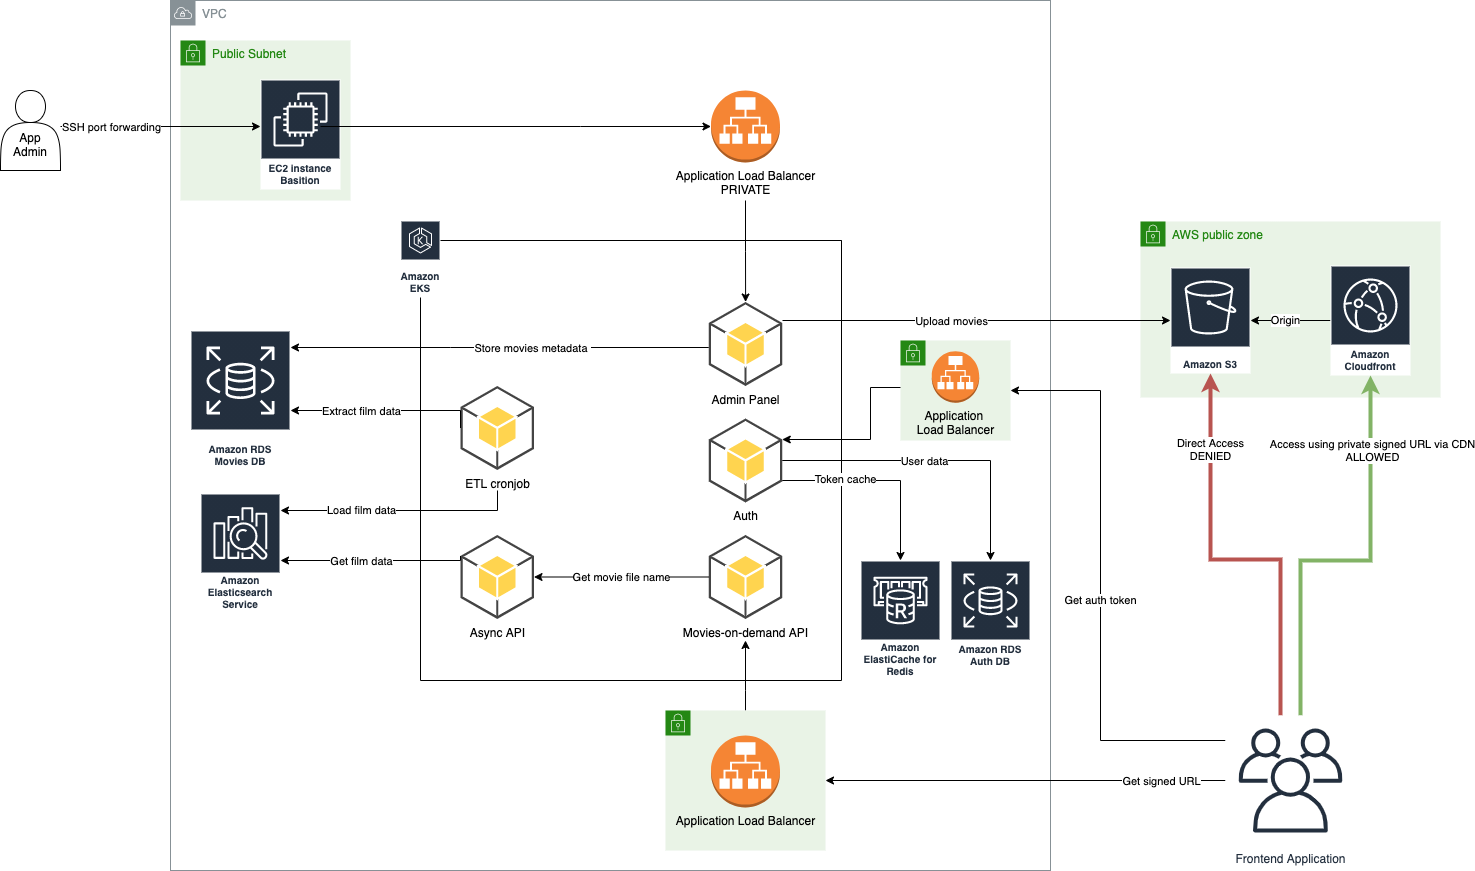 VPC
Public Subnet
SSH port forwarding
App
Admin
EC2 instance
Basition
Application Load Balancer
PRIVATE
Amazon
EKS
AWS public zone
Upload movies
Origin
Amazon S3
Amazon
Cloudfront
Store movies metadata
Admin Panel
Extract film data
Amazon RDS
Movies DB
ETL cronjob
Application
Load Balancer
Direct Access
DENIED
Access using private signed URL via CDN
ALLOWED
User data
Token cache
Auth
Load film data
Get film data
Amazon
Elasticsearch
Service
Get movie file name
Async API
Movies-on-demand API
R
Amazon
ElastiCache for
Redis
Amazon RDS
Auth DB
Get auth token
Get signed URL
Application Load Balancer
Frontend Application